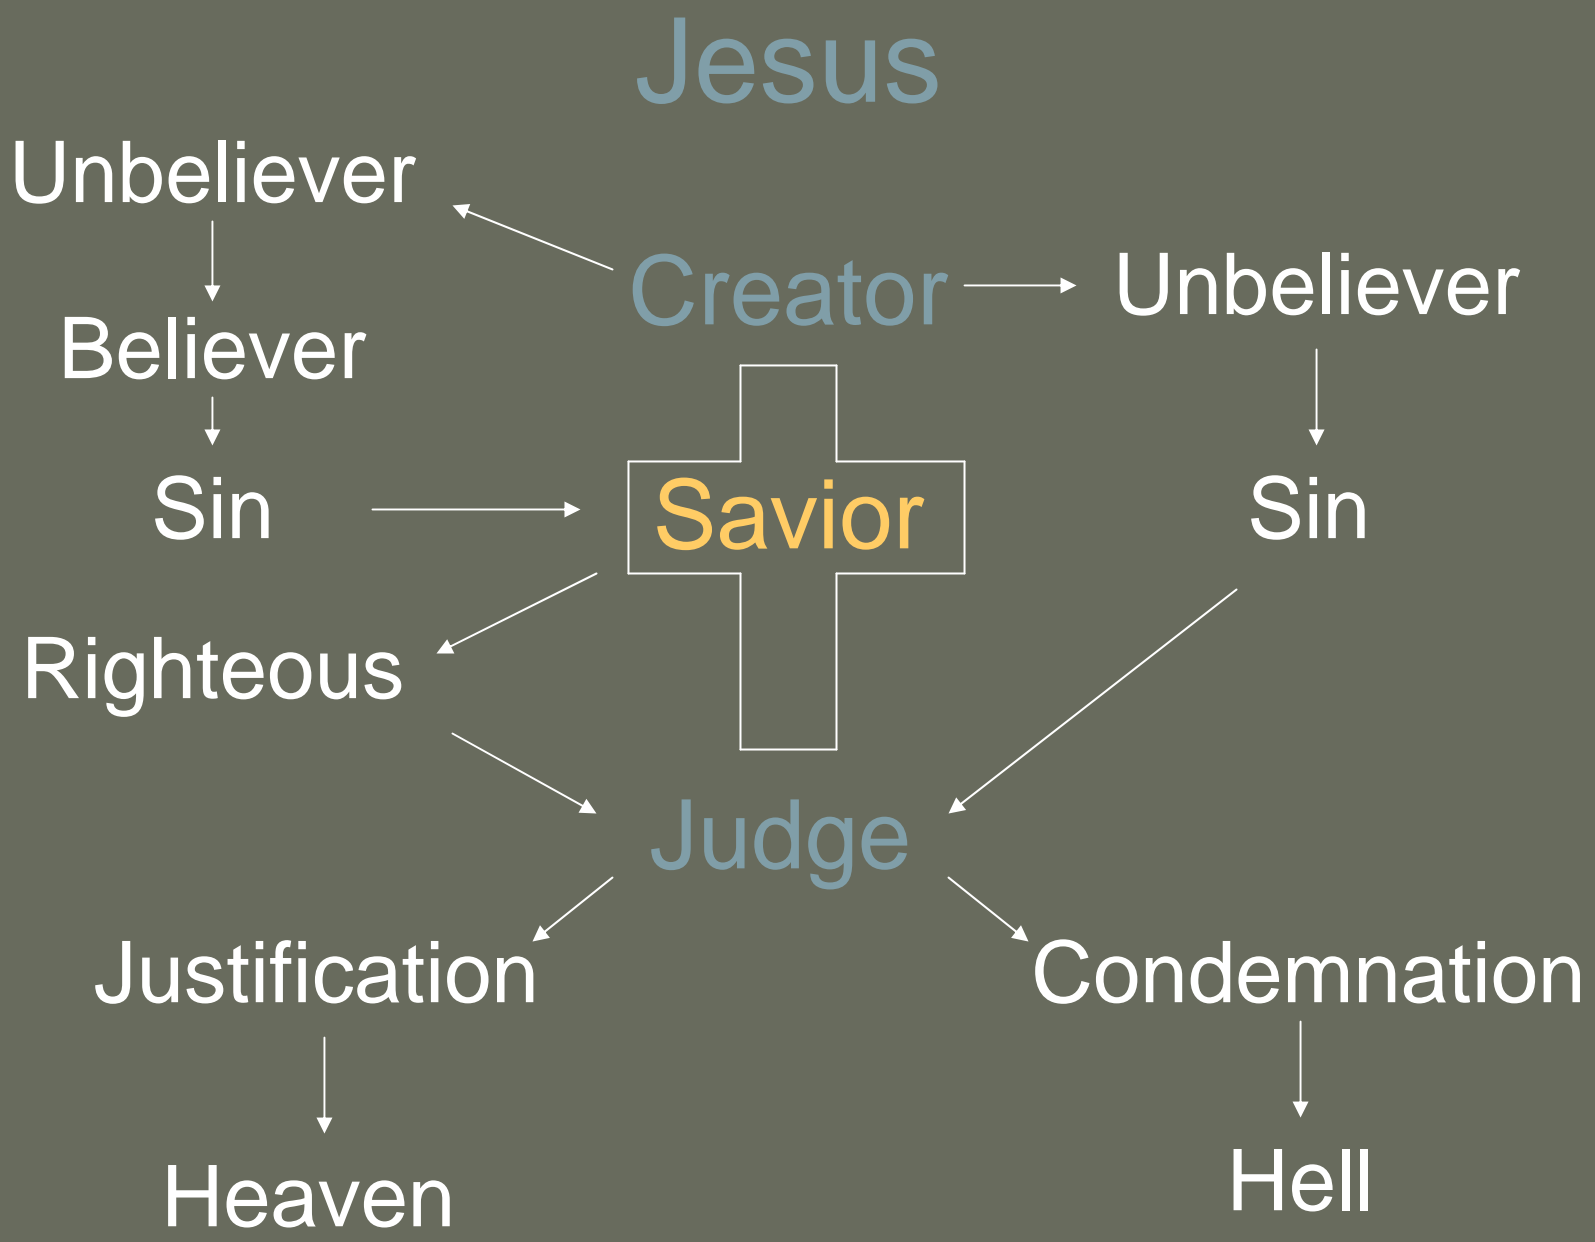 Jesus
Unbeliever
Creator
Unbeliever
Believer
Sin
Savior
Sin
Righteous
Judge
Justification
Condemnation
Heaven
Hell